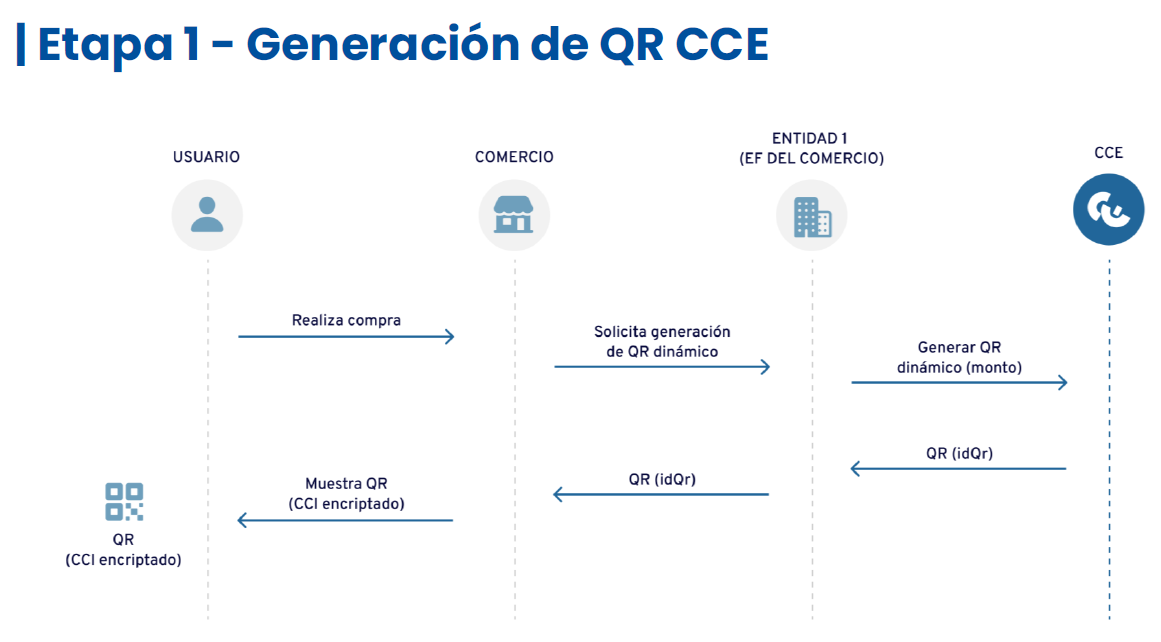 | Etapa 1 - Generación de QR CCE
USUARIO
COMERCIO
ENTIDAD 1
(EF DEL COMERCIO)
CCE
Realiza compra
Solicita generación
de QR dinámico
Generar QR
dinámico (monto)
QR (idQr)
QR (idQr)
Muestra QR
(CCI encriptado)
QR
(CCI encriptado)